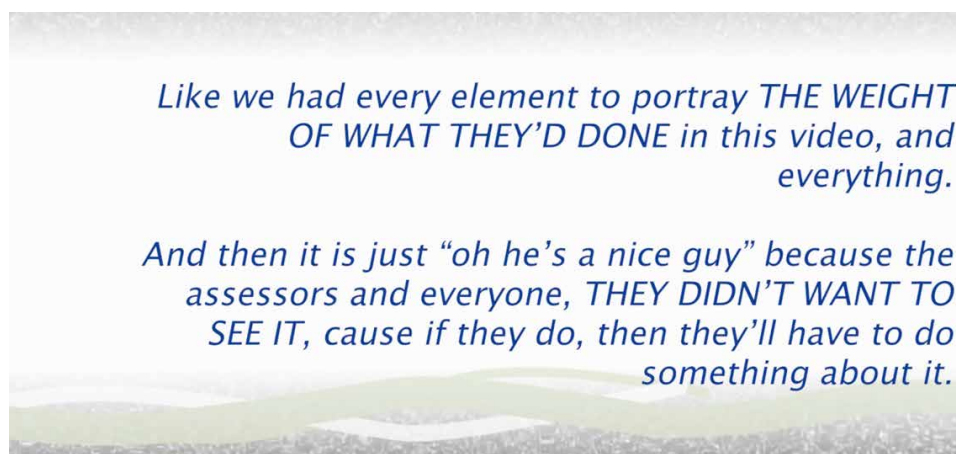 Like we had every element to portray THE WEIGHT
OF WHAT THEY’D DONE in this video, and
everything.
And then it is just “oh he’s a nice guy” because the
assessors and everyone, THEY DIDN’T WANT TO
SEE IT, cause if they do, then they’ll have to do
something about it.